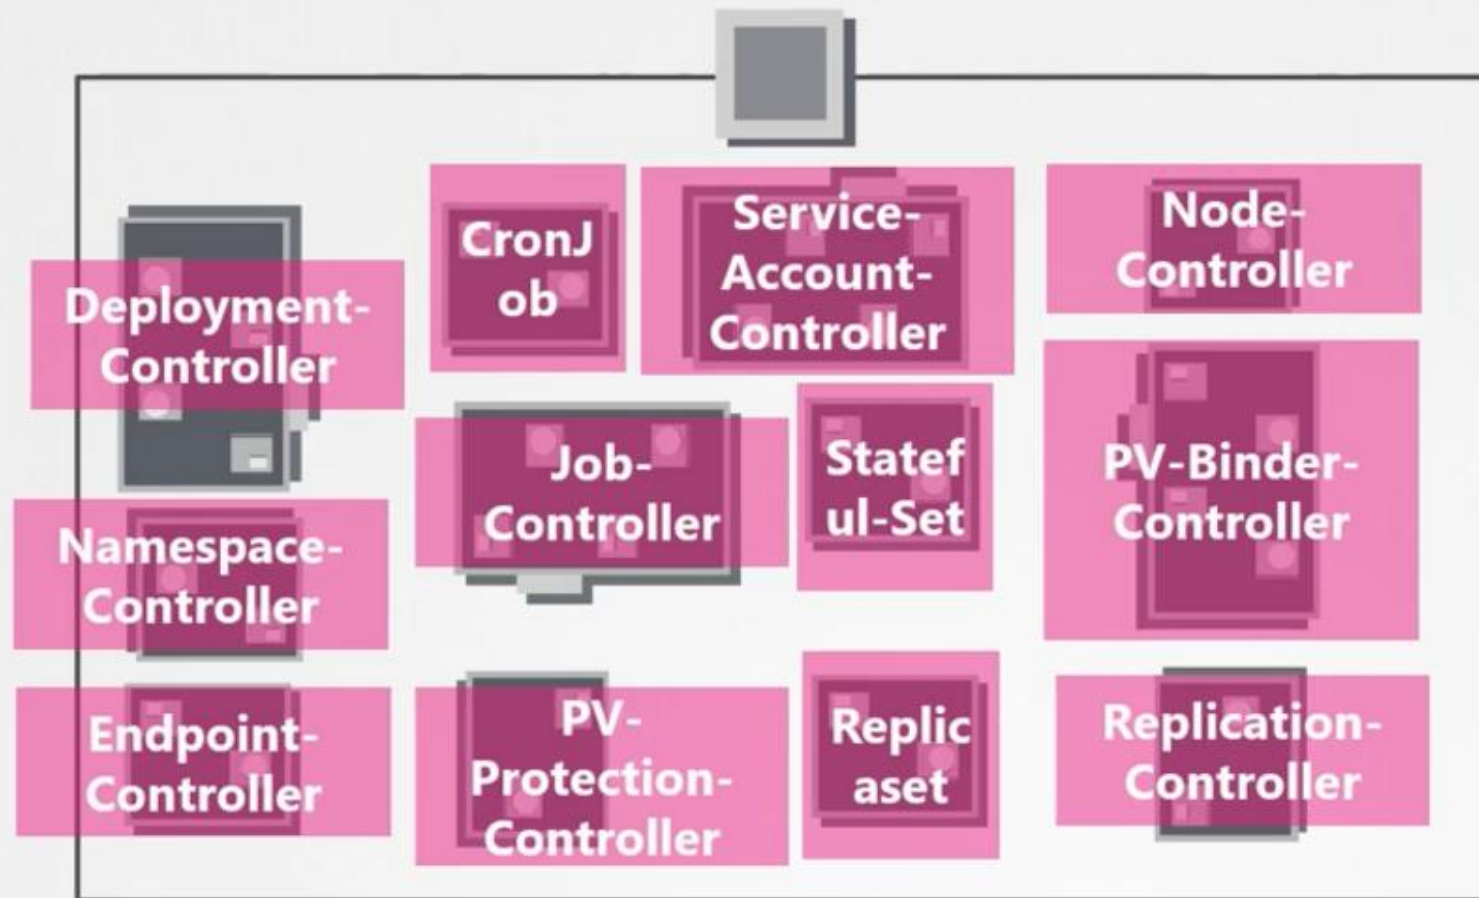 Deployment-
Controller
CronJ
ob
Service-
Account-
Controller
Node-
Controller
Namespace-
Controller
Job-
Controller
Statef
ul-Set
PV-Binder-
Controller
Endpoint-
Controller
PV-
Protection-
Controller
Replic
aset
Replication-
Controller